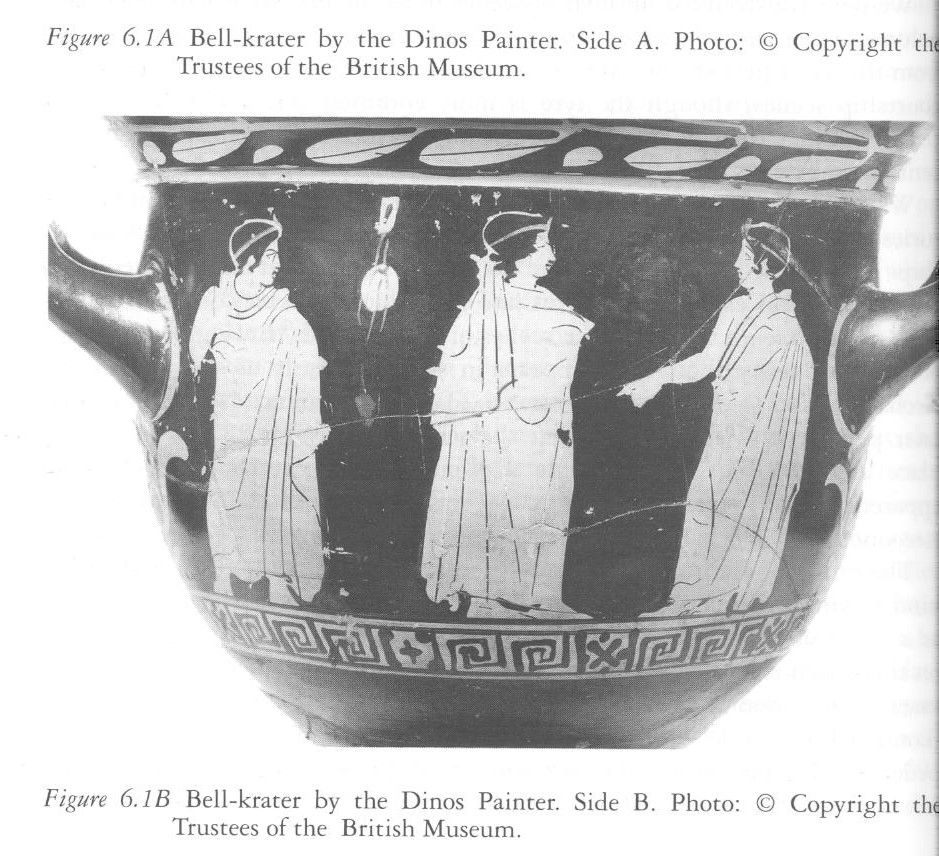 Figure 6.1A Bell-krater by the Dinos Painter. Side A. Photo: © Copyright the
Trustees of the British Museum.
Figure 6.1B Bell-krater by the Dinos Painter. Side B. Photo: © Copyright the
Trustees of the British Museum.